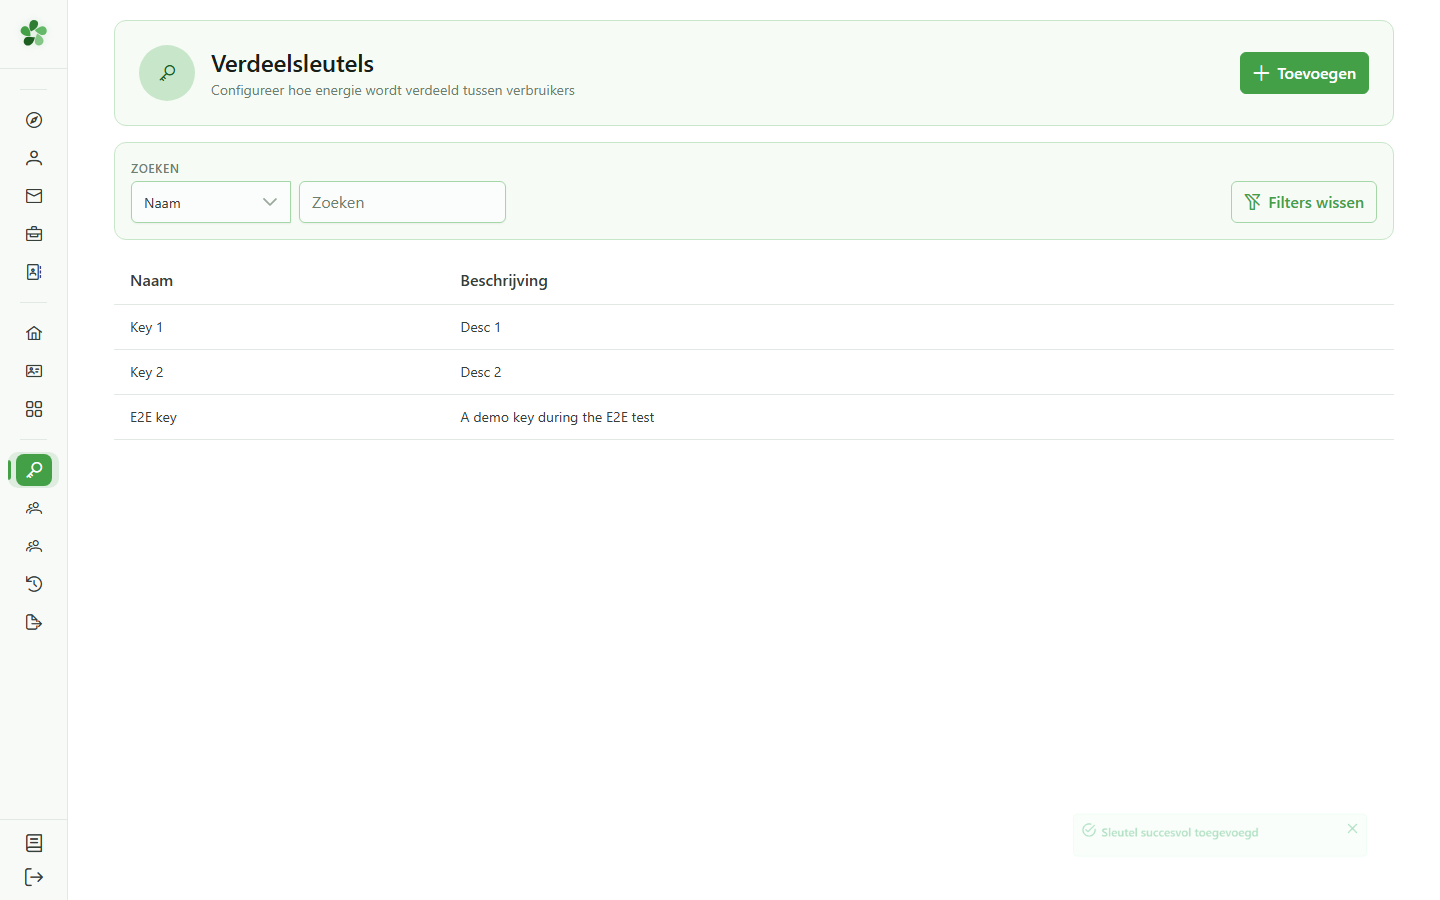 Verdeelsleutels
Configureer hoe energie wordt verdeeld tussen verbruikers
Toevoegen
ZOEKEN
Naam
Zoeken
Filters wissen
Naam Beschrijving
Key 1 Desc 1
Key 2 Desc 2
E2E key A demo key during the E2E test
Sleutel succesvol toegevoegd